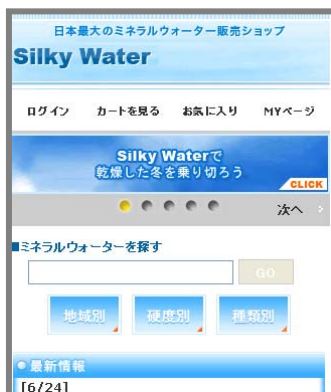 日本最大のミネラルウォーター販売ショップ
Silky Water
ログイン カートを見る お気に入り MYページ
Silky Waterで
乾燥した冬を乗り切ろう
CLICK
次へ
■ミネラルウォーターを探す
GO
地域別 硬度別 種類別
最新情報
[6/24]